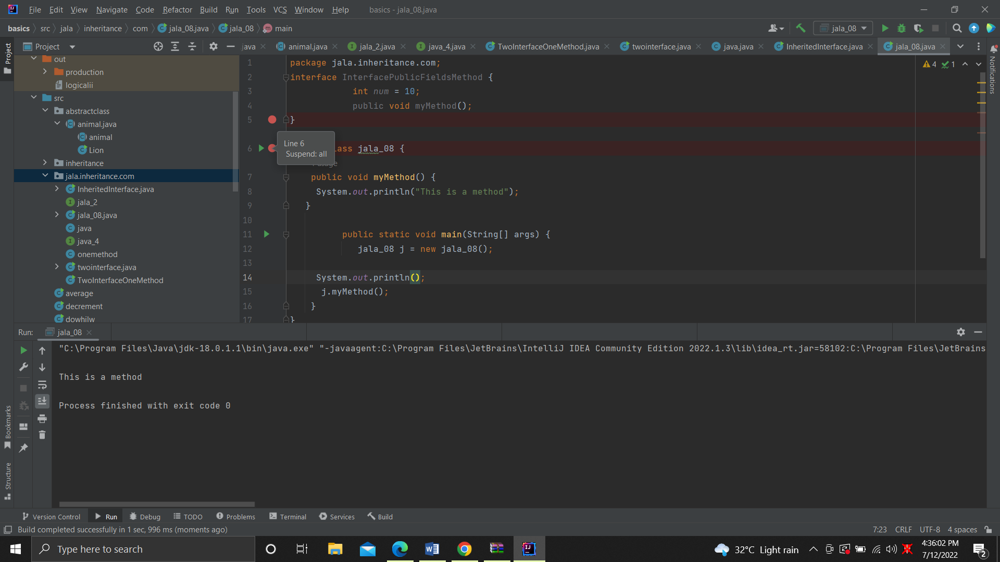 File Edit View Navigate Code Refactor Build Run Tools VCS Window Help basics - jala_08.java
basics src jala inheritance com jala_08.java jala_08 main jala_08
Project
Project
java animal.java jala_2.java java_4.java TwoInterfaceOneMethod.java twointerface.java java.java InheritedInterface.java jala_08.java
Notifications
out
production
logicalii
src
abstractclass
animal.java
animal
Lion
inheritance
jala.inheritance.com
InheritedInterface.java
jala_2
jala_08.java
java
java_4
onemethod
twointerface.java
TwoInterfaceOneMethod
average
decrement
dowhilw
4 1
1 package jala.inheritance.com;
2 interface InterfacePublicFieldsMethod {
3 int num = 10;
4 public void myMethod();
5 }
Line 6
Suspend: all
6 lass jala_08 {
usage
7 public void myMethod() {
8 System.out.println("This is a method");
9 }
10
11 public static void main(String[] args) {
12 jala_08 j = new jala_08();
13
14 System.out.println();
15 j.myMethod();
16 }
17 }
Run: jala_08
"C:\Program Files\Java\jdk-18.0.1.1\bin\java.exe" "-javaagent:C:\Program Files\JetBrains\IntelliJ IDEA Community Edition 2022.1.3\lib\idea_rt.jar=58102:C:\Program Files\JetBrains
This is a method
Process finished with exit code 0
Bookmarks
Structure
Version Control Run Debug TODO Problems Terminal Services Build
Build completed successfully in 1 sec, 996 ms (moments ago) 7:23 CRLF UTF-8 4 spaces
Type here to search
32°C Light rain
4:36:02 PM
7/12/2022
2